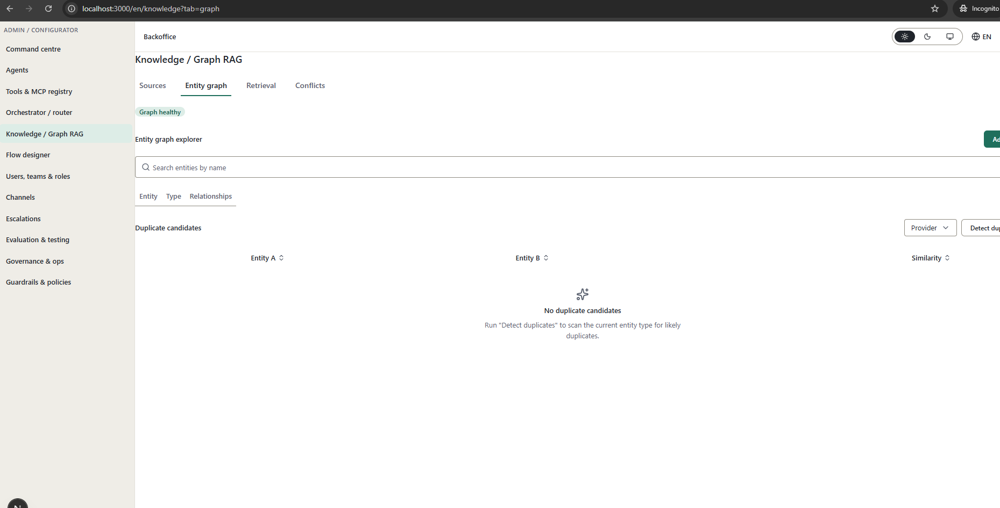 localhost:3000/en/knowledge?tab=graph
Incognito
ADMIN / CONFIGURATOR
Command centre
Agents
Tools & MCP registry
Orchestrator / router
Knowledge / Graph RAG
Flow designer
Users, teams & roles
Channels
Escalations
Evaluation & testing
Governance & ops
Guardrails & policies
Backoffice
EN
Knowledge / Graph RAG
Sources Entity graph Retrieval Conflicts
Graph healthy
Entity graph explorer
Search entities by name
Entity Type Relationships
Duplicate candidates
Provider
Detect
Entity A Entity B Similarity
No duplicate candidates
Run "Detect duplicates" to scan the current entity type for likely
duplicates.